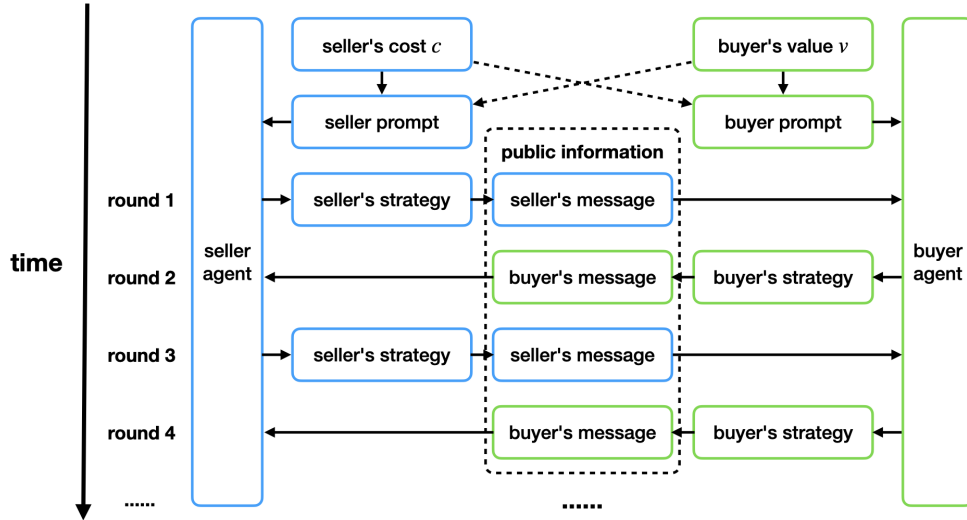 seller's cost c
buyer's value v
seller prompt
buyer prompt
public information
round 1
seller's strategy
seller's message
time
seller
agent
buyer
agent
round 2
buyer's message
buyer's strategy
round 3
seller's strategy
seller's message
round 4
buyer's message
buyer's strategy
......
......